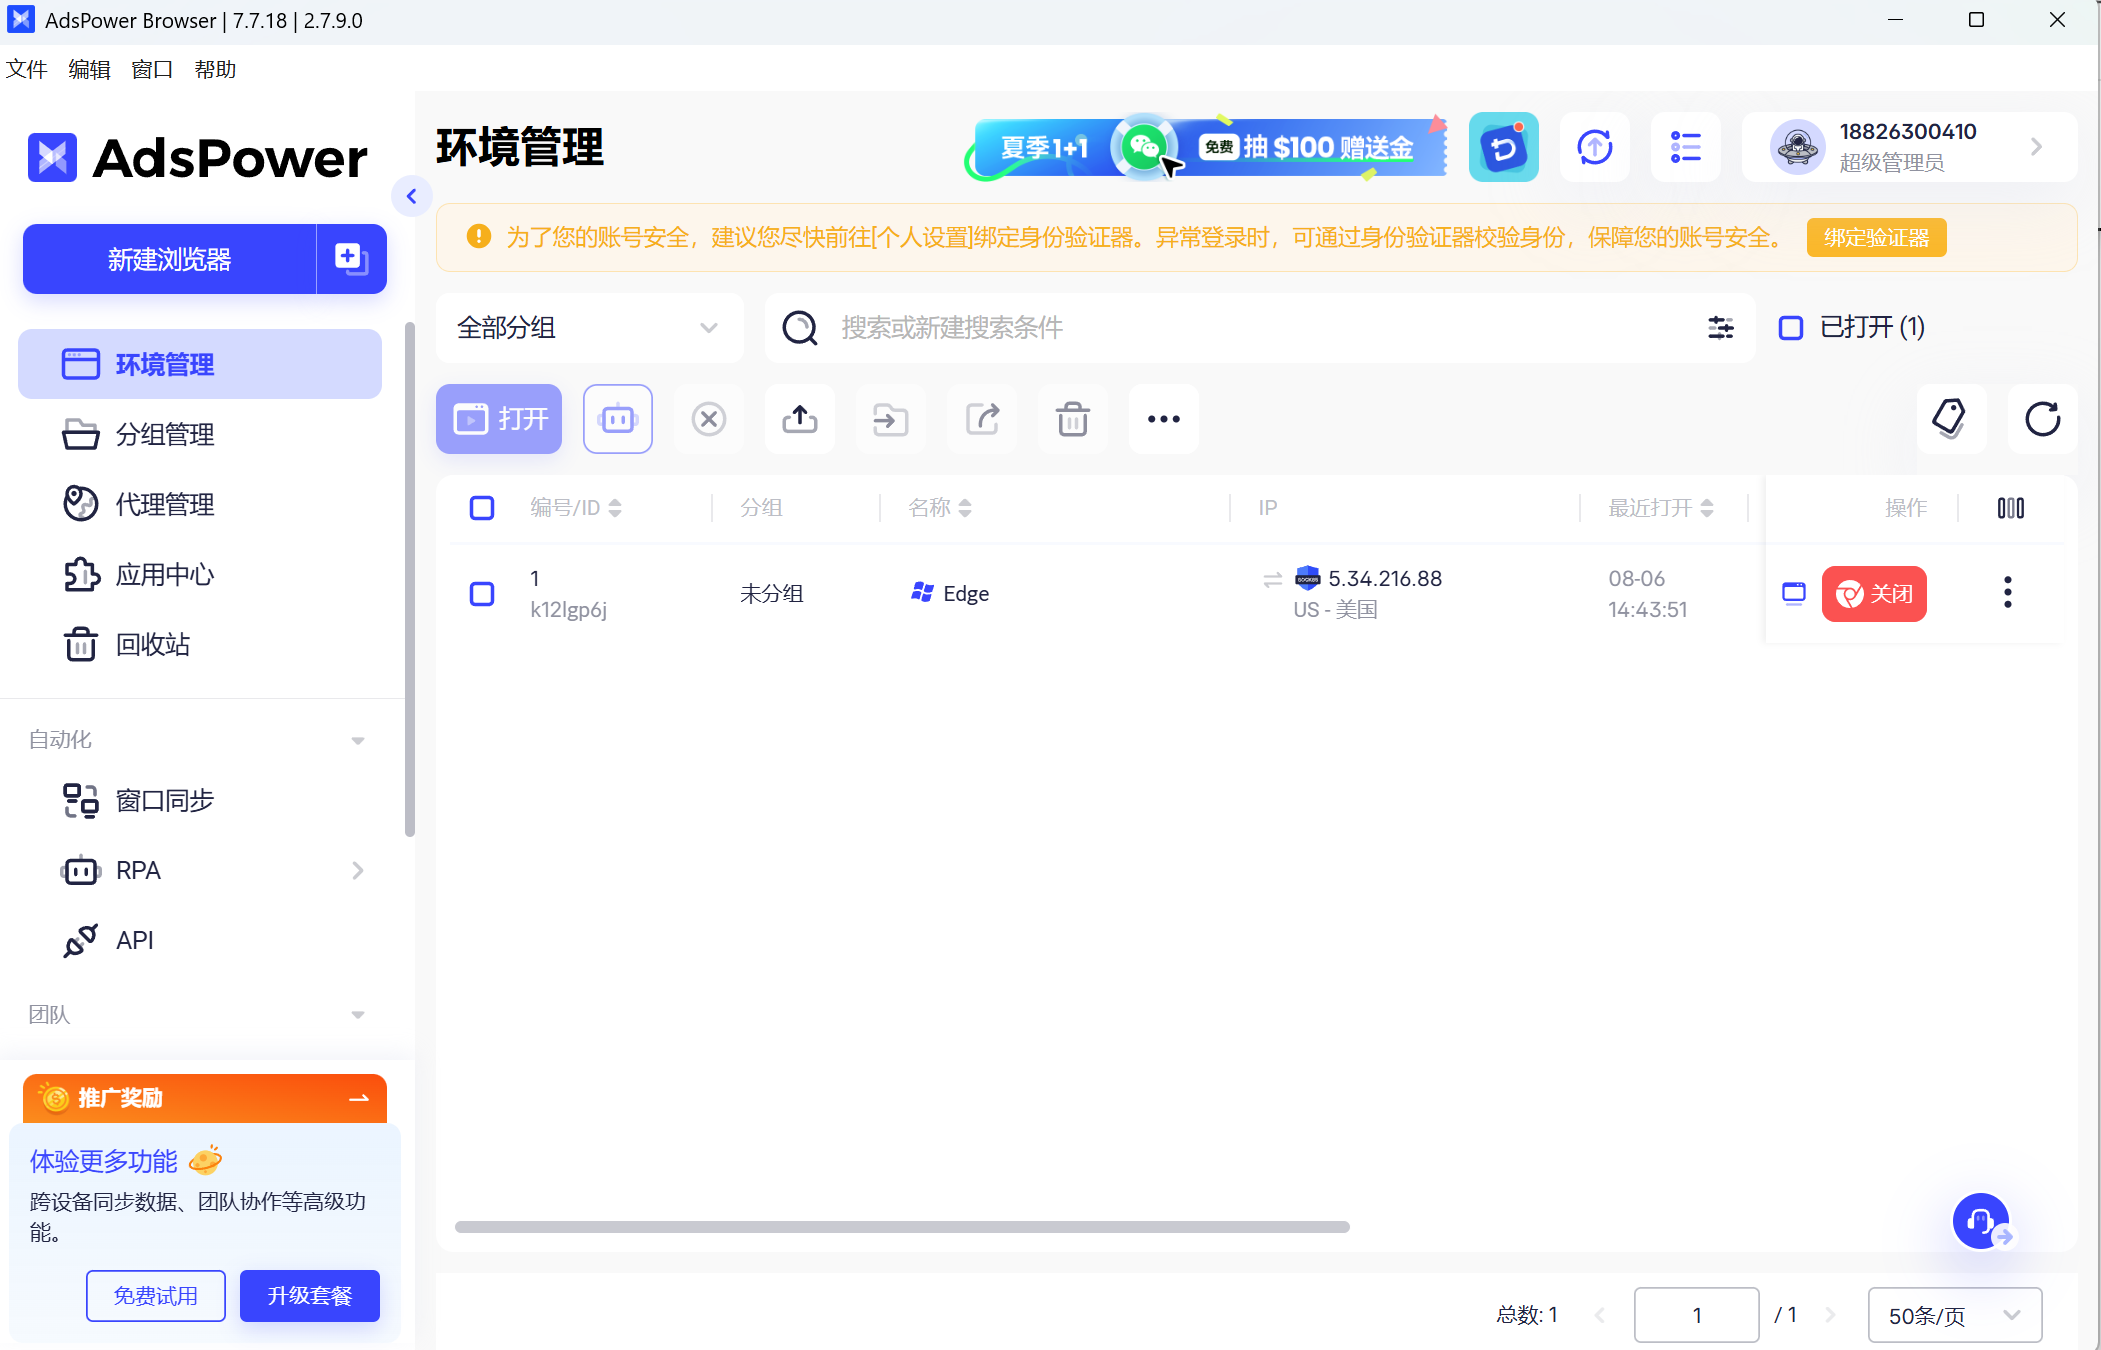 AdsPower Browser | 7.7.18 | 2.7.9.0
文件 编辑 窗口 帮助
AdsPower
新建浏览器
环境管理
分组管理
代理管理
应用中心
回收站
自动化
窗口同步
RPA
API
团队
推广奖励
体验更多功能
跨设备同步数据、团队协作等高级功
能。
免费试用 升级套餐
环境管理
夏季1+1 免费 抽 $100 赠送金
18826300410
超级管理员
为了您的账号安全，建议您尽快前往[个人设置]绑定身份验证器。异常登录时，可通过身份验证器校验身份，保障您的账号安全。 绑定验证器
全部分组 搜索或新建搜索条件 已打开 (1)
打开
编号/ID 分组 名称 IP 最近打开 操作
1
k12lgp6j
未分组
Edge
SOCKS5 5.34.216.88
US - 美国
08-06
14:43:51
关闭
总数: 1 1 / 1 50条/页